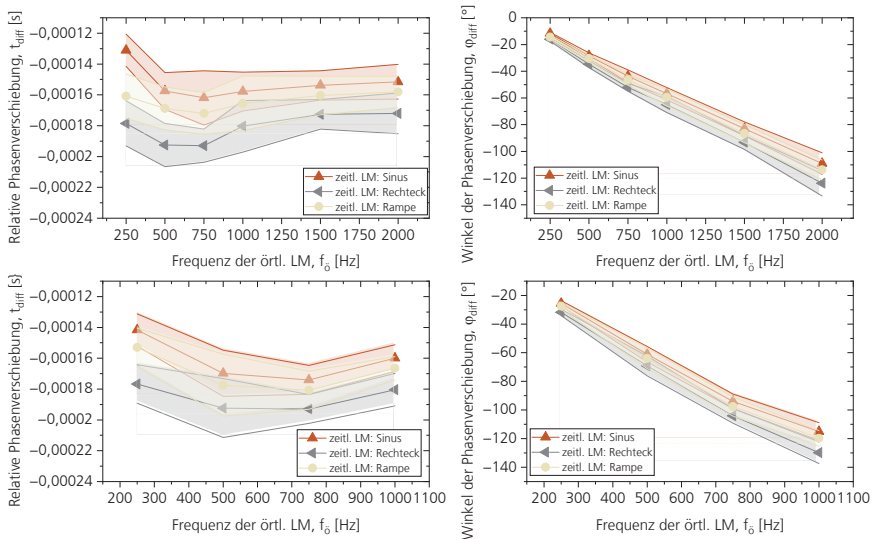 Relative Phasenverschiebung, t_diff [s]
−0,00012
−0,00014
−0,00016
−0,00018
−0,0002
−0,00022
−0,00024
zeitl. LM: Sinus
zeitl. LM: Rechteck
zeitl. LM: Rampe
250 500 750 1000 1500 2000
Frequenz der örtl. LM, f_ö [Hz]
Winkel der Phasenverschiebung, φ_diff [°]
0
−20
−40
−60
−80
−100
−120
−140
zeitl. LM: Sinus
zeitl. LM: Rechteck
zeitl. LM: Rampe
250 500 750 1000 1500 2000
Frequenz der örtl. LM, f_ö [Hz]
Relative Phasenverschiebung, t_diff [s]
−0,00012
−0,00014
−0,00016
−0,00018
−0,0002
−0,00022
−0,00024
zeitl. LM: Sinus
zeitl. LM: Rechteck
zeitl. LM: Rampe
200 300 400 500 600 700 800 900 1000 1100
Frequenz der örtl. LM, f_ö [Hz]
Winkel der Phasenverschiebung, φ_diff [°]
−20
−40
−60
−80
−100
−120
−140
zeitl. LM: Sinus
zeitl. LM: Rechteck
zeitl. LM: Rampe
200 300 400 500 600 700 800 900 1000 1100
Frequenz der örtl. LM, f_ö [Hz]